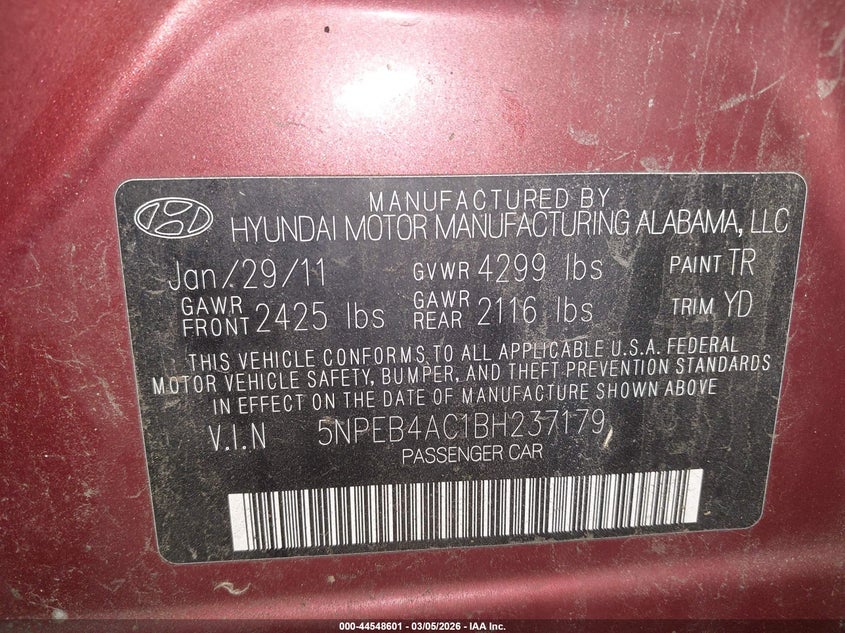 MANUFACTURED BY
HYUNDAI MOTOR MANUFACTURING ALABAMA, LLC
Jan/29/11 GVWR 4299 lbs PAINT TR
GAWR FRONT 2425 lbs GAWR REAR 2116 lbs TRIM YD
THIS VEHICLE CONFORMS TO ALL APPLICABLE U.S.A. FEDERAL
MOTOR VEHICLE SAFETY, BUMPER, AND THEFT PREVENTION STANDARDS
IN EFFECT ON THE DATE OF MANUFACTURE SHOWN ABOVE
V.I.N 5NPEB4AC1BH237179
PASSENGER CAR
000-44548601 - 03/05/2026 - IAA Inc.